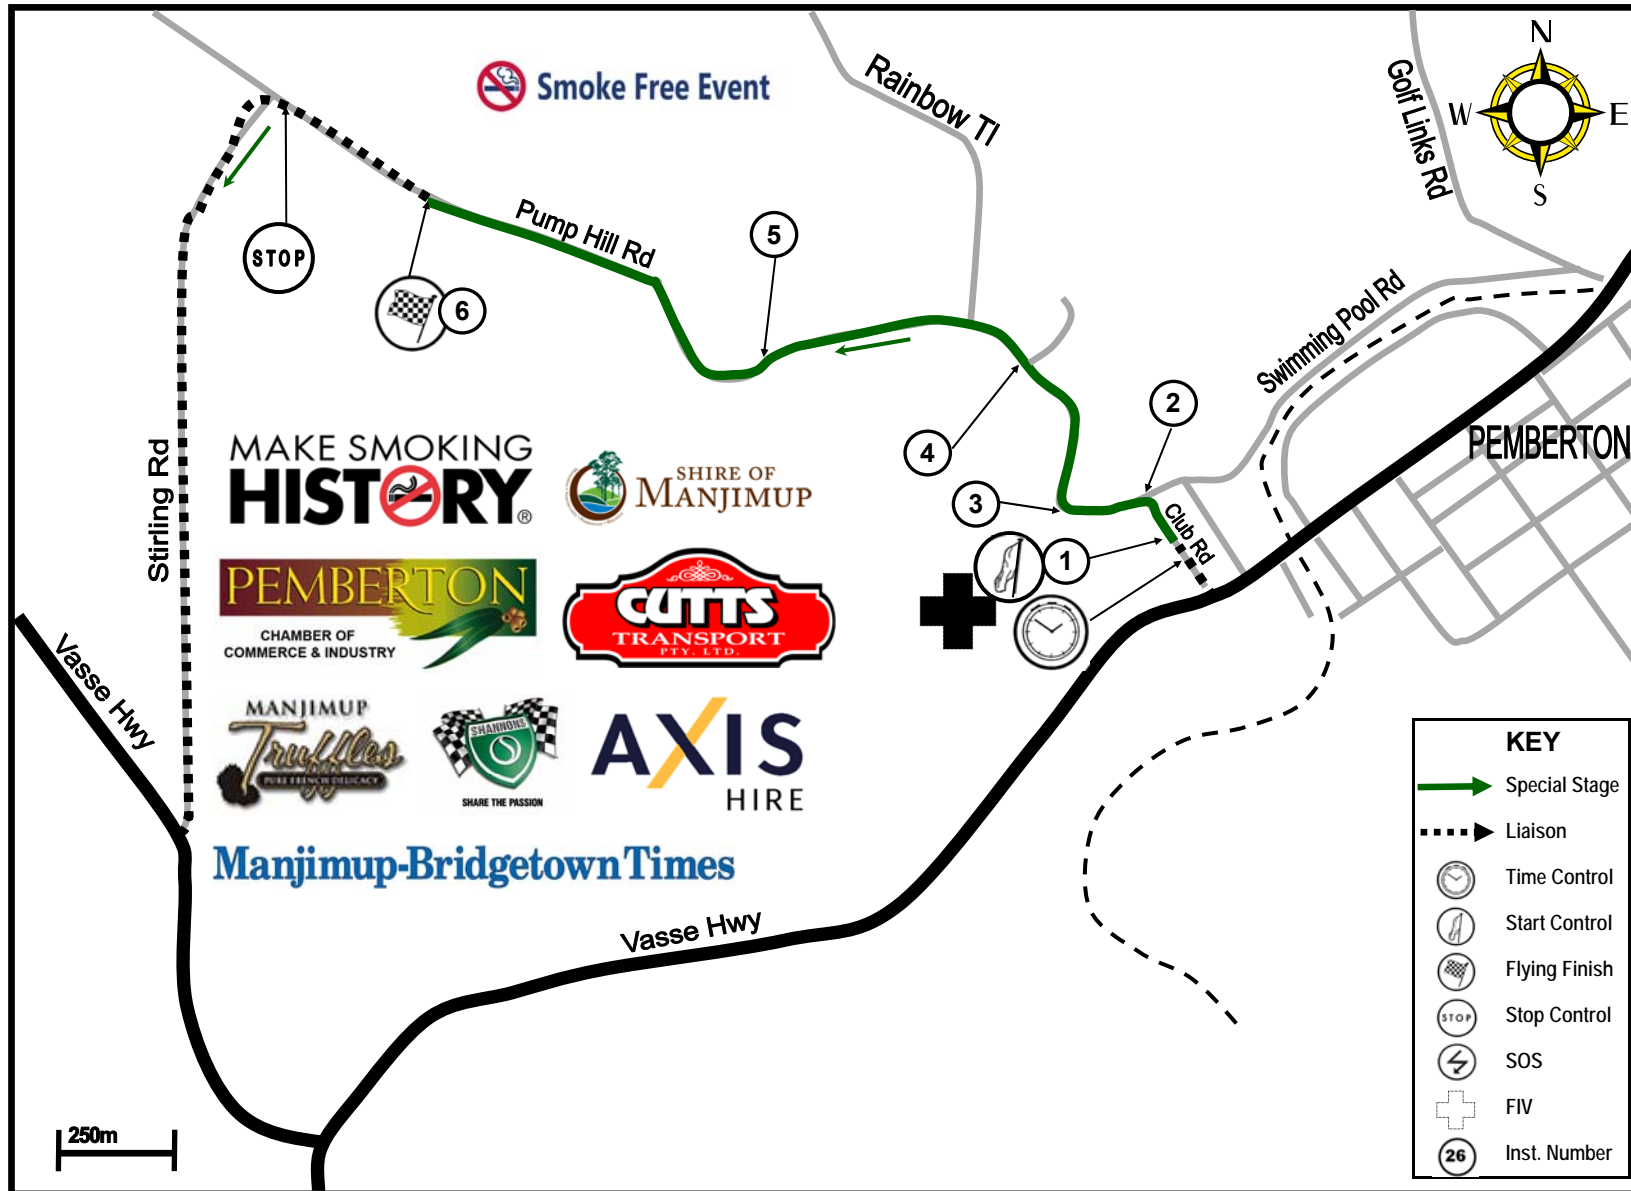 N
W
E
S
Smoke Free Event
Rainbow Tl
Golf Links Rd
Pump Hill Rd
5
STOP
6
Swimming Pool Rd
2
4
PEMBERTON
3
Club Rd
1
Stirling Rd
MAKE SMOKING
HISTORY®
SHIRE OF
MANJIMUP
PEMBERTON
CHAMBER OF
COMMERCE & INDUSTRY
CUTTS
TRANSPORT
PTY. LTD.
Vasse Hwy
MANJIMUP
Truffles
PURE FRENCH DELICACY
SHANNONS
S
SHARE THE PASSION
AXIS
HIRE
Manjimup-Bridgetown Times
Vasse Hwy
250m
KEY
Special Stage
Liaison
Time Control
Start Control
Flying Finish
STOP
Stop Control
SOS
FIV
26
Inst. Number